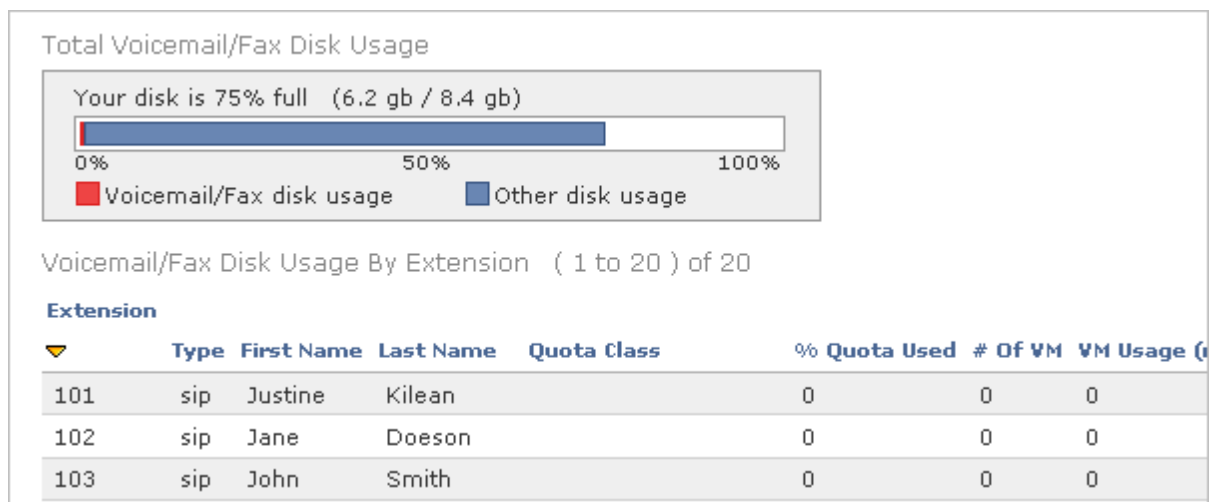 Total Voicemail/Fax Disk Usage
Your disk is 75% full (6.2 gb / 8.4 gb)
0% 50% 100%
Voicemail/Fax disk usage Other disk usage
Voicemail/Fax Disk Usage By Extension ( 1 to 20 ) of 20
Extension
Type First Name Last Name Quota Class % Quota Used # Of VM VM Usage (
101 sip Justine Kilean 0 0 0
102 sip Jane Doeson 0 0 0
103 sip John Smith 0 0 0